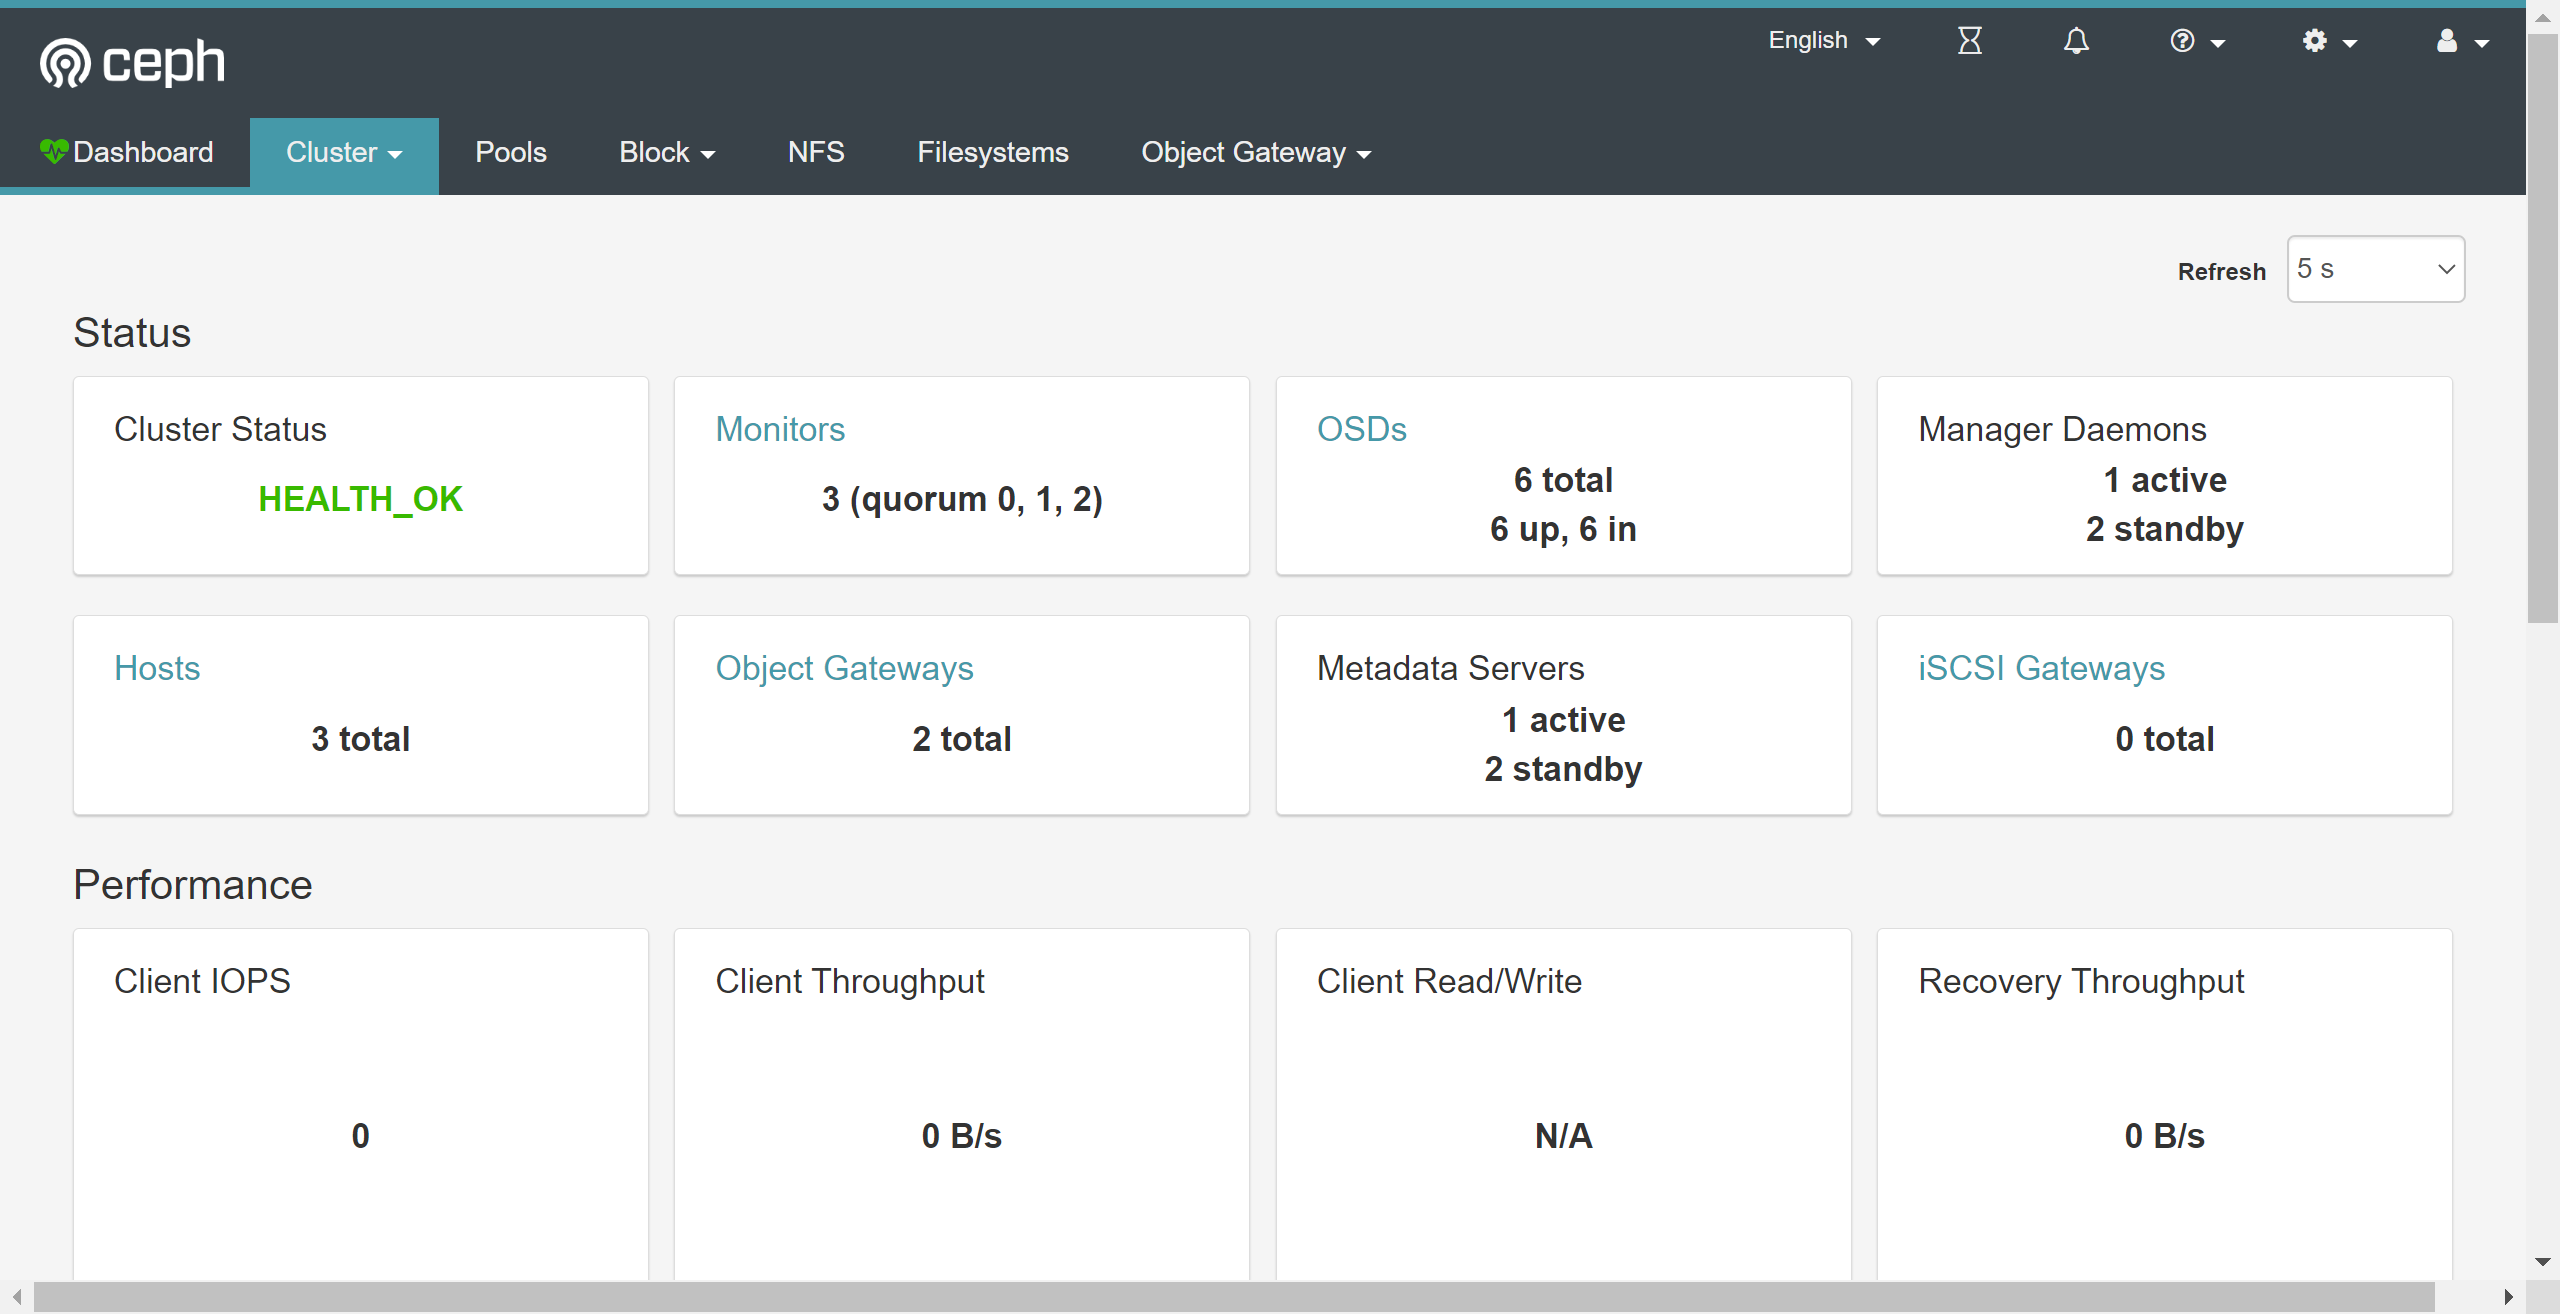 ceph
English
Dashboard
Cluster
Pools
Block
NFS
Filesystems
Object Gateway
Refresh
5 s
Status
Cluster Status
HEALTH_OK
Monitors
3 (quorum 0, 1, 2)
OSDs
6 total
6 up, 6 in
Manager Daemons
1 active
2 standby
Hosts
3 total
Object Gateways
2 total
Metadata Servers
1 active
2 standby
iSCSI Gateways
0 total
Performance
Client IOPS
0
Client Throughput
0 B/s
Client Read/Write
N/A
Recovery Throughput
0 B/s